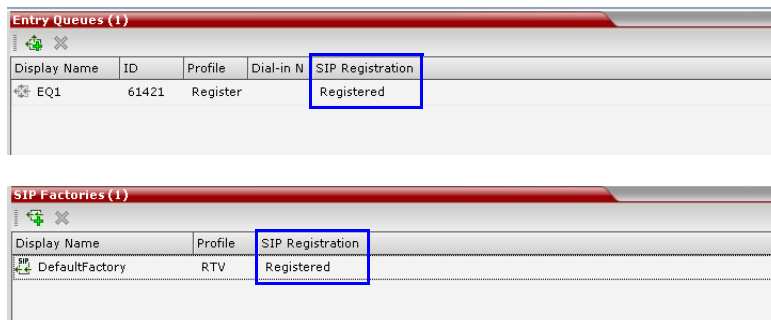 Entry Queues (1)
Display Name ID Profile Dial-in N SIP Registration
EQ1 61421 Register Registered
SIP Factories (1)
Display Name Profile SIP Registration
SIP DefaultFactory RTV Registered